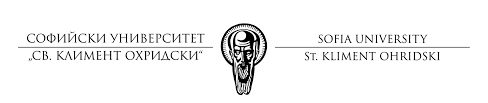 СОФИЙСКИ УНИВЕРСИТЕТ
„СВ. КЛИМЕНТ ОХРИДСКИ“
SOFIA UNIVERSITY
ST. KLIMENT OHRIDSKI